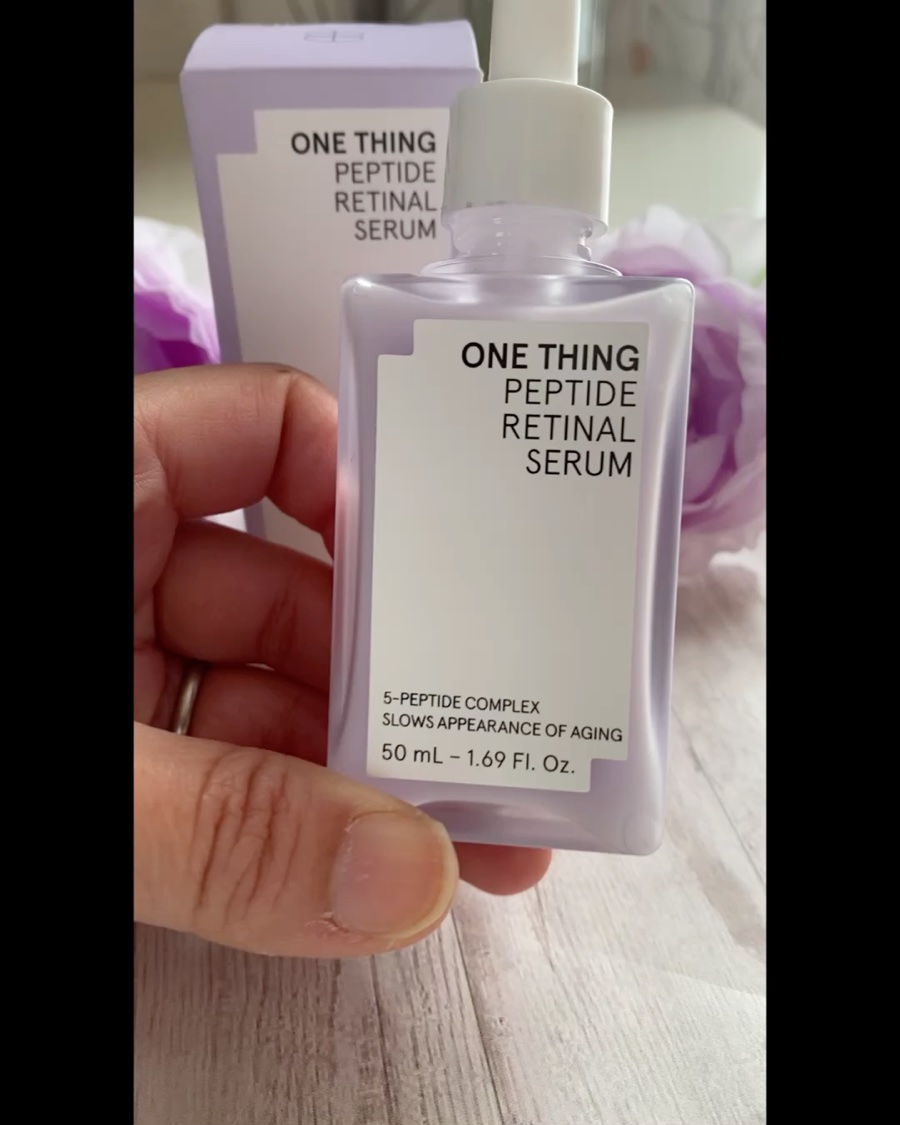 ONE THING
PEPTIDE
RETINAL
SERUM
ONE THING
PEPTIDE
RETINAL
SERUM
5-PEPTIDE COMPLEX
SLOWS APPEARANCE OF AGING
50 mL – 1.69 Fl. Oz.